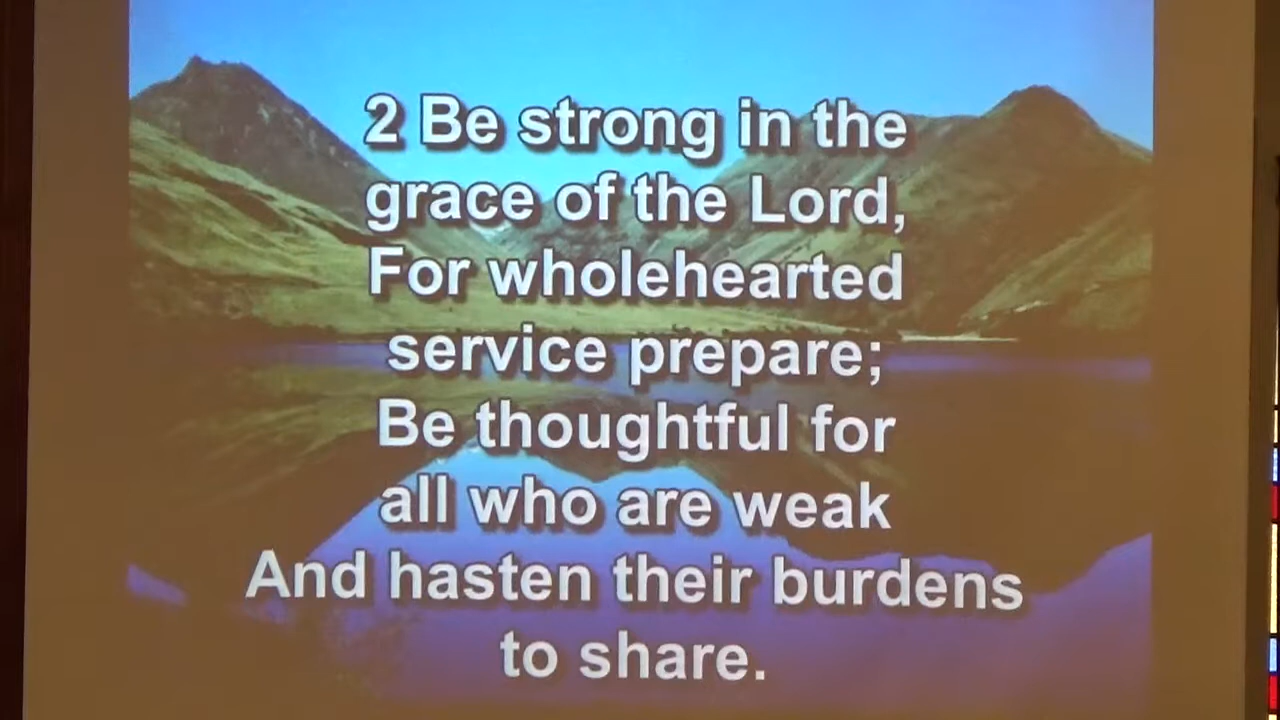 2 Be strong in the
grace of the Lord,
For wholehearted
service prepare;
Be thoughtful for
all who are weak
And hasten their burdens
to share.